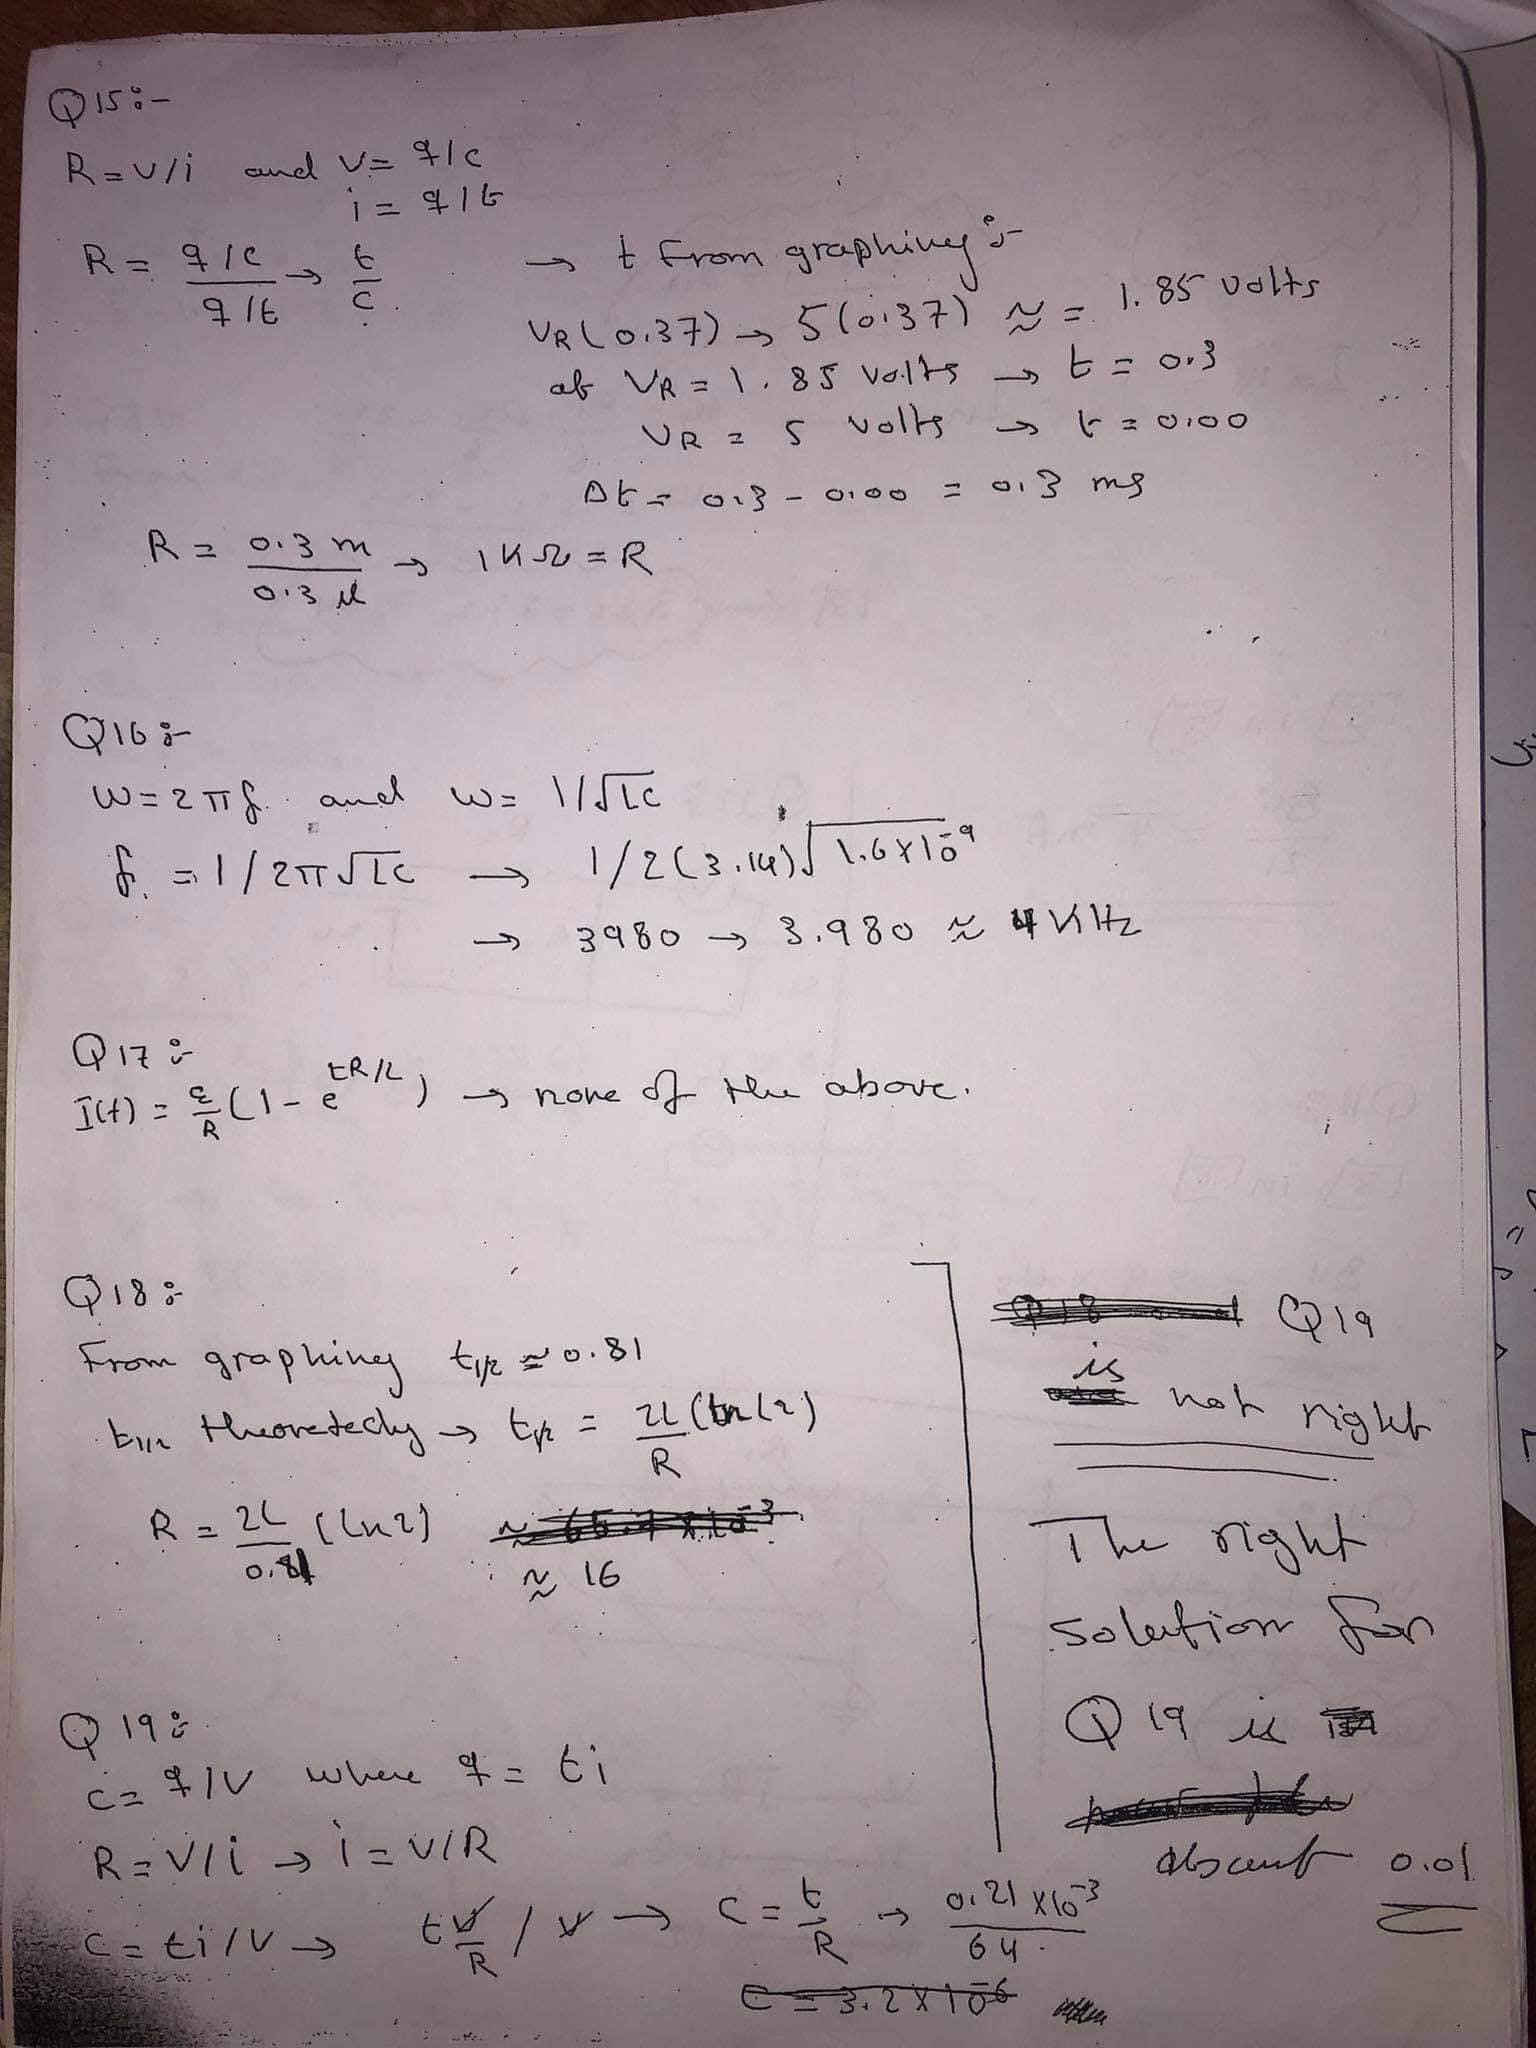 Q15:-
R=V/i and V= q/c
i= q/t
R= q/c / q/t → t/c.
→ t from graphing:-
VR(0.37) → 5(0.37) ≈ = 1.85 volts
at VR = 1.85 volts → t = 0.3
VR = 5 volts → t = 0.00
Δt = 0.3 - 0.00 = 0.3 ms
R = 0.3 m / 0.3 μ → 1KΩ = R
Q16:-
W=2πf and W= 1/√LC
f = 1/2π√LC → 1/2(3.14)√1.6×10^-9
→ 3980 → 3.980 ≈ 4 KHz
Q17:-
I(t) = ε/R (1-e^tR/L) → none of the above.
Q18:-
From graphing t1/2 ≈ 0.81
t1/2 theoretecly → t1/2 = 2L/R (ln(2)
R = 2L/0.81 (ln2)
≈ 16
Q19
is not right
The right
solution for
Q19 is
abscent 0.01
Q19:-
C= q/V where q= ti
R=V/i → i=V/R
C=ti/V → tV/R / V → C= t/R → 0.21×10^-3 / 64.
C = 3.2×10^-6